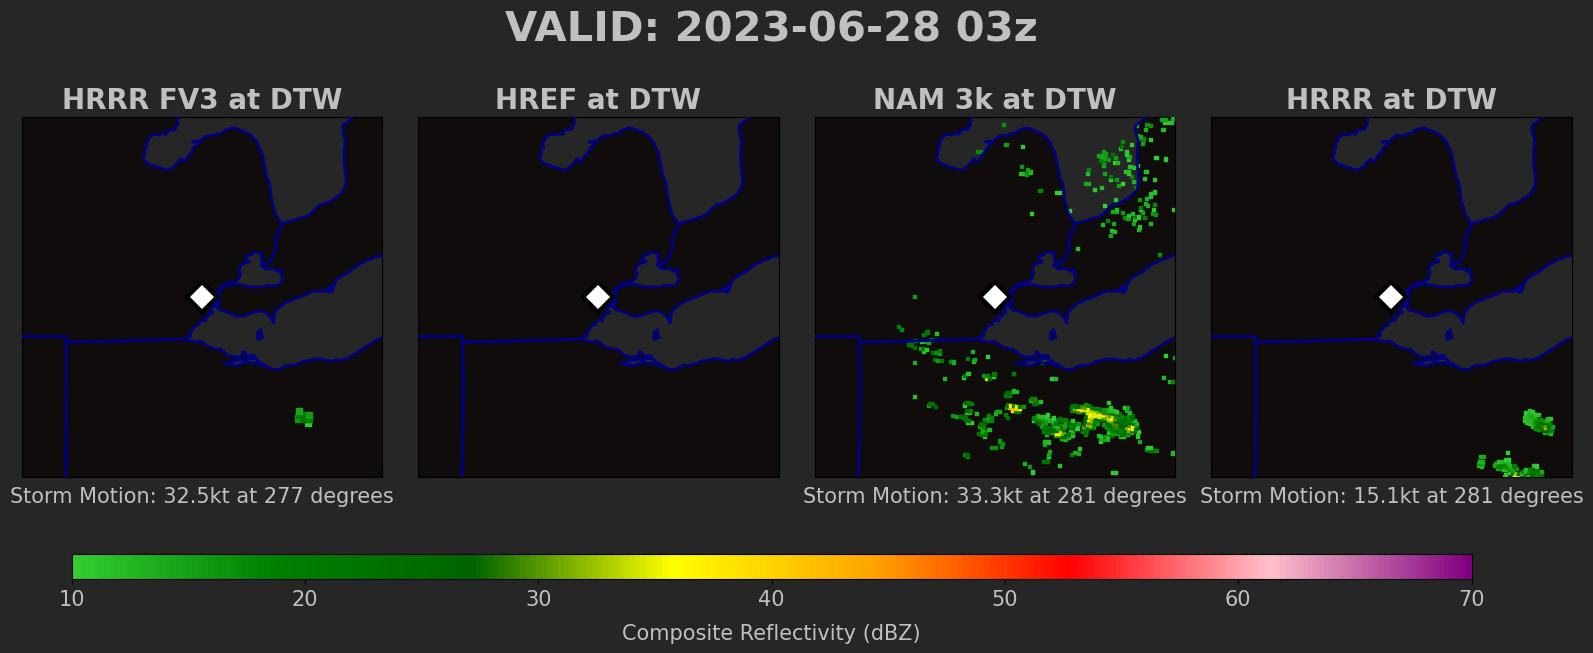 VALID: 2023-06-28 03z
HRRR FV3 at DTW
HREF at DTW
NAM 3k at DTW
HRRR at DTW
Storm Motion: 32.5kt at 277 degrees
Storm Motion: 33.3kt at 281 degrees
Storm Motion: 15.1kt at 281 degrees
10 20 30 40 50 60 70
Composite Reflectivity (dBZ)